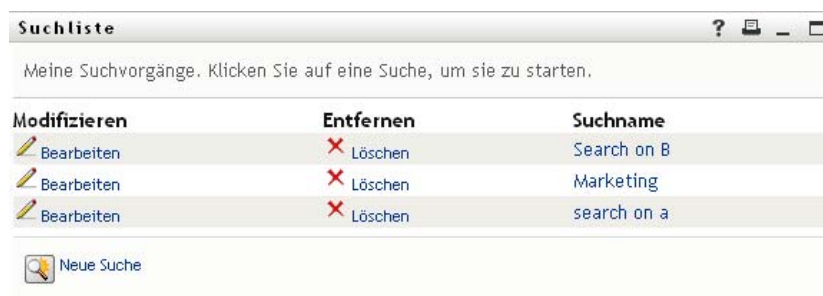 Suchliste ?
Meine Suchvorgänge. Klicken Sie auf eine Suche, um sie zu starten.
Modifizieren Entfernen Suchname
Bearbeiten Löschen Search on B
Bearbeiten Löschen Marketing
Bearbeiten Löschen search on a
Neue Suche